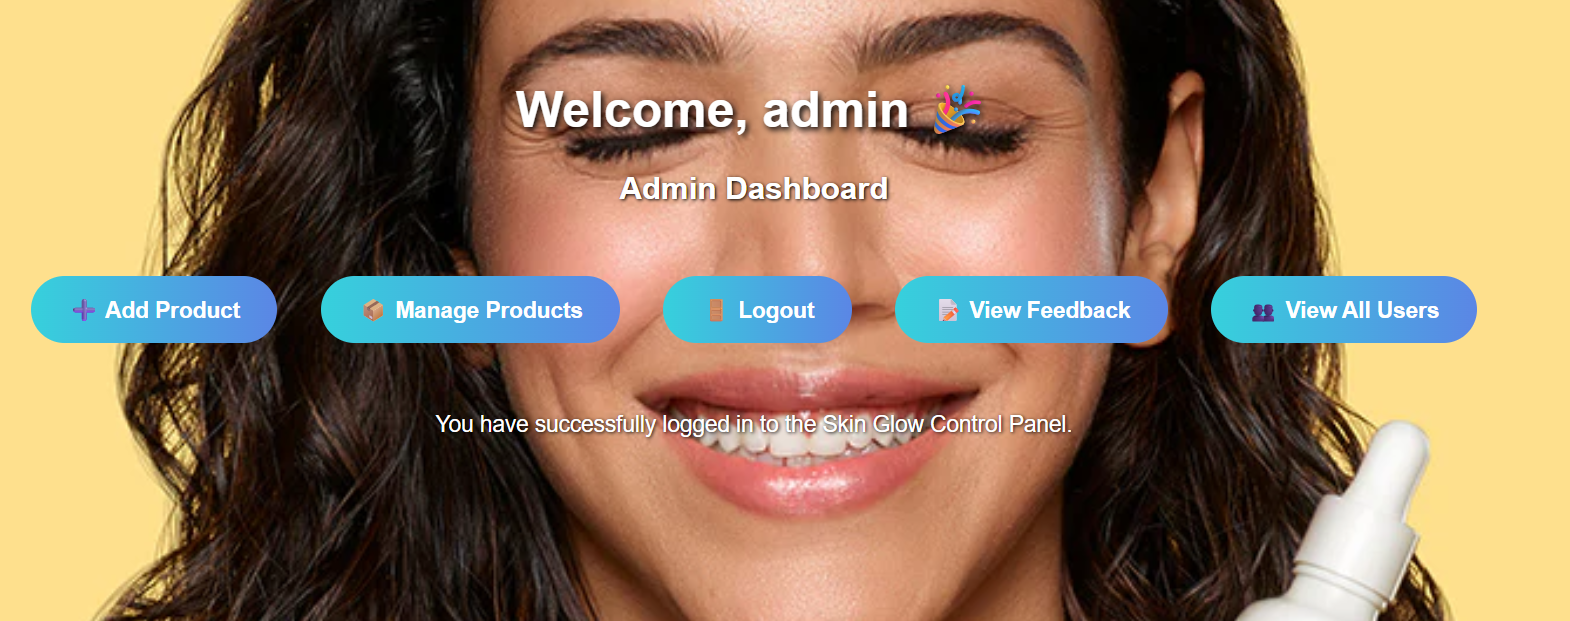 Welcome, admin 🎉
Admin Dashboard
➕ Add Product 📦 Manage Products 🚪 Logout 📝 View Feedback 👥 View All Users
You have successfully logged in to the Skin Glow Control Panel.